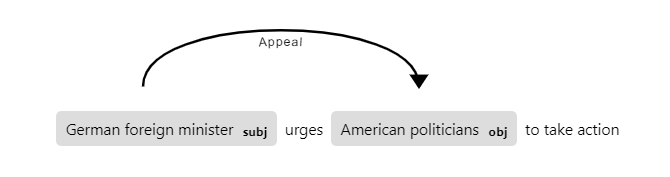 Appeal
German foreign minister subj urges American politicians obj to take action